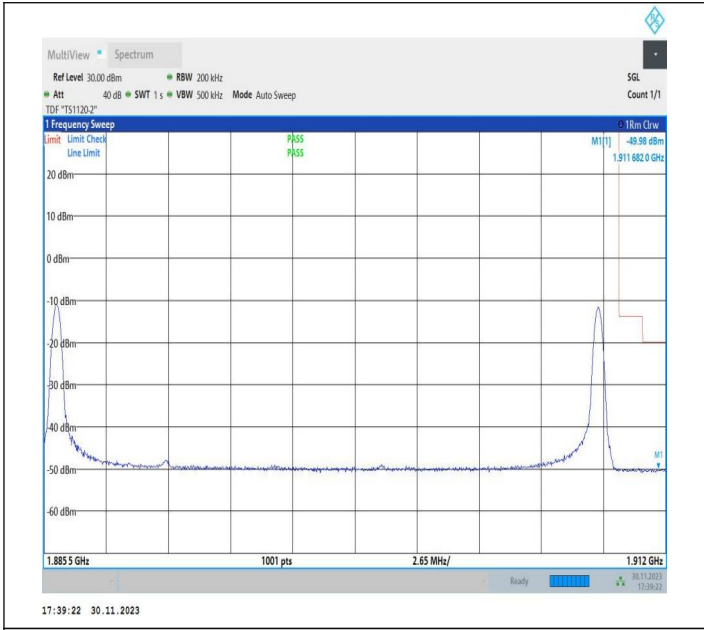 R S
MultiView Spectrum
Ref Level 30.00 dBm RBW 200 kHz SGL
Att 40 dB SWT 1 s VBW 500 kHz Mode Auto Sweep Count 1/1
TDF "TS1120-2"
1 Frequency Sweep 1Rm Clrw
Limit Limit Check PASS M1[1] -49.98 dBm
Line Limit PASS 1.911 682 0 GHz
20 dBm
10 dBm
0 dBm
-10 dBm
-20 dBm
-30 dBm
-40 dBm
M1
-50 dBm
-60 dBm
1.885 5 GHz 1001 pts 2.65 MHz/ 1.912 GHz
Ready 30.11.2023
17:39:22
17:39:22 30.11.2023